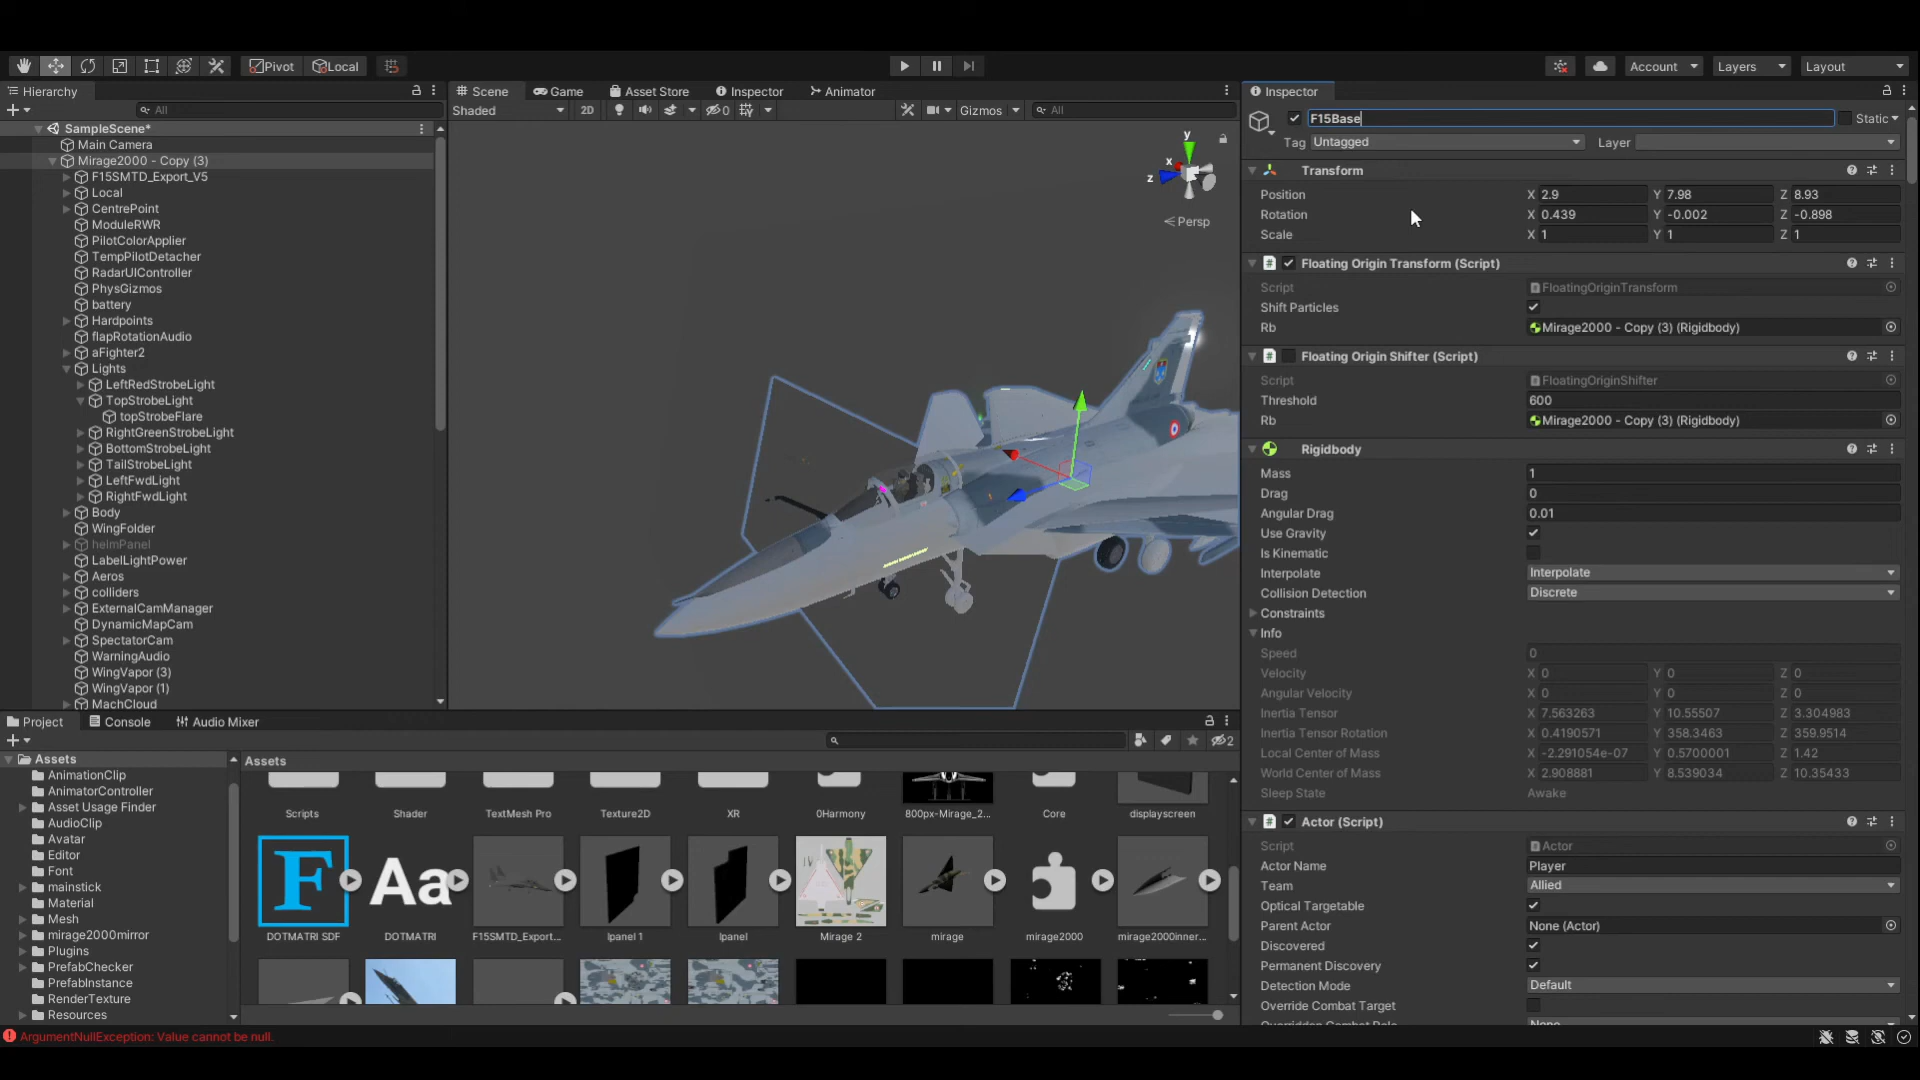 Pivot Local Account Layers Layout
Hierarchy
All
SampleScene*
Main Camera
Mirage2000 - Copy (3)
F15SMTD_Export_V5
Local
CentrePoint
ModuleRWR
PilotColorApplier
TempPilotDetacher
RadarUIController
PhysGizmos
battery
Hardpoints
flapRotationAudio
aFighter2
Lights
LeftRedStrobeLight
TopStrobeLight
topStrobeFlare
RightGreenStrobeLight
BottomStrobeLight
TailStrobeLight
LeftFwdLight
RightFwdLight
Body
WingFolder
helmPanel
LabelLightPower
Aeros
colliders
ExternalCamManager
DynamicMapCam
SpectatorCam
WarningAudio
WingVapor (3)
WingVapor (1)
MachCloud
Scene Game Asset Store Inspector Animator
Shaded 2D 0 Gizmos All
y
x
z
Persp
Inspector
F15Base Static
Tag Untagged Layer
Transform
Position X 2.9 Y 7.98 Z 8.93
Rotation X 0.439 Y -0.002 Z -0.898
Scale X 1 Y 1 Z 1
Floating Origin Transform (Script)
Script FloatingOriginTransform
Shift Particles
Rb Mirage2000 - Copy (3) (Rigidbody)
Floating Origin Shifter (Script)
Script FloatingOriginShifter
Threshold 600
Rb Mirage2000 - Copy (3) (Rigidbody)
Rigidbody
Mass 1
Drag 0
Angular Drag 0.01
Use Gravity
Is Kinematic
Interpolate Interpolate
Collision Detection Discrete
Constraints
Info
Speed 0
Velocity X 0 Y 0 Z 0
Angular Velocity X 0 Y 0 Z 0
Inertia Tensor X 7.563263 Y 10.55507 Z 3.304983
Inertia Tensor Rotation X 0.4190571 Y 358.3463 Z 359.9514
Local Center of Mass X -2.291054e-07 Y 0.5700001 Z 1.42
World Center of Mass X 2.908881 Y 8.539034 Z 10.35433
Sleep State Awake
Actor (Script)
Script Actor
Actor Name Player
Team Allied
Optical Targetable
Parent Actor None (Actor)
Discovered
Permanent Discovery
Detection Mode Default
Override Combat Target
Project Console Audio Mixer
2
Assets
AnimationClip
AnimatorController
Asset Usage Finder
AudioClip
Avatar
Editor
Font
mainstick
Material
Mesh
mirage2000mirror
Plugins
PrefabChecker
PrefabInstance
RenderTexture
Resources
Assets
Scripts Shader TextMesh Pro Texture2D XR 0Harmony 800px-Mirage_2... Core displayscreen
F Aa
DOTMATRI SDF DOTMATRI F15SMTD_Export... lpanel 1 lpanel Mirage 2 mirage mirage2000 mirage2000inner...
ArgumentNullException: Value cannot be null.